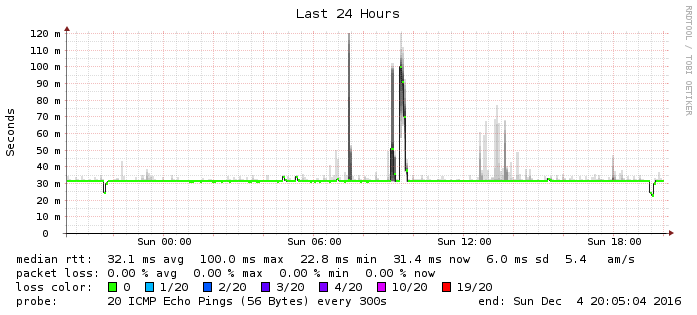 Last 24 Hours
RRDTOOL / TOBI OETIKER
Seconds
120 m
110 m
100 m
90 m
80 m
70 m
60 m
50 m
40 m
30 m
20 m
10 m
0
Sun 00:00 Sun 06:00 Sun 12:00 Sun 18:00
median rtt: 32.1 ms avg 100.0 ms max 22.8 ms min 31.4 ms now 6.0 ms sd 5.4 am/s
packet loss: 0.00 % avg 0.00 % max 0.00 % min 0.00 % now
loss color: 0 1/20 2/20 3/20 4/20 10/20 19/20
probe: 20 ICMP Echo Pings (56 Bytes) every 300s end: Sun Dec 4 20:05:04 2016